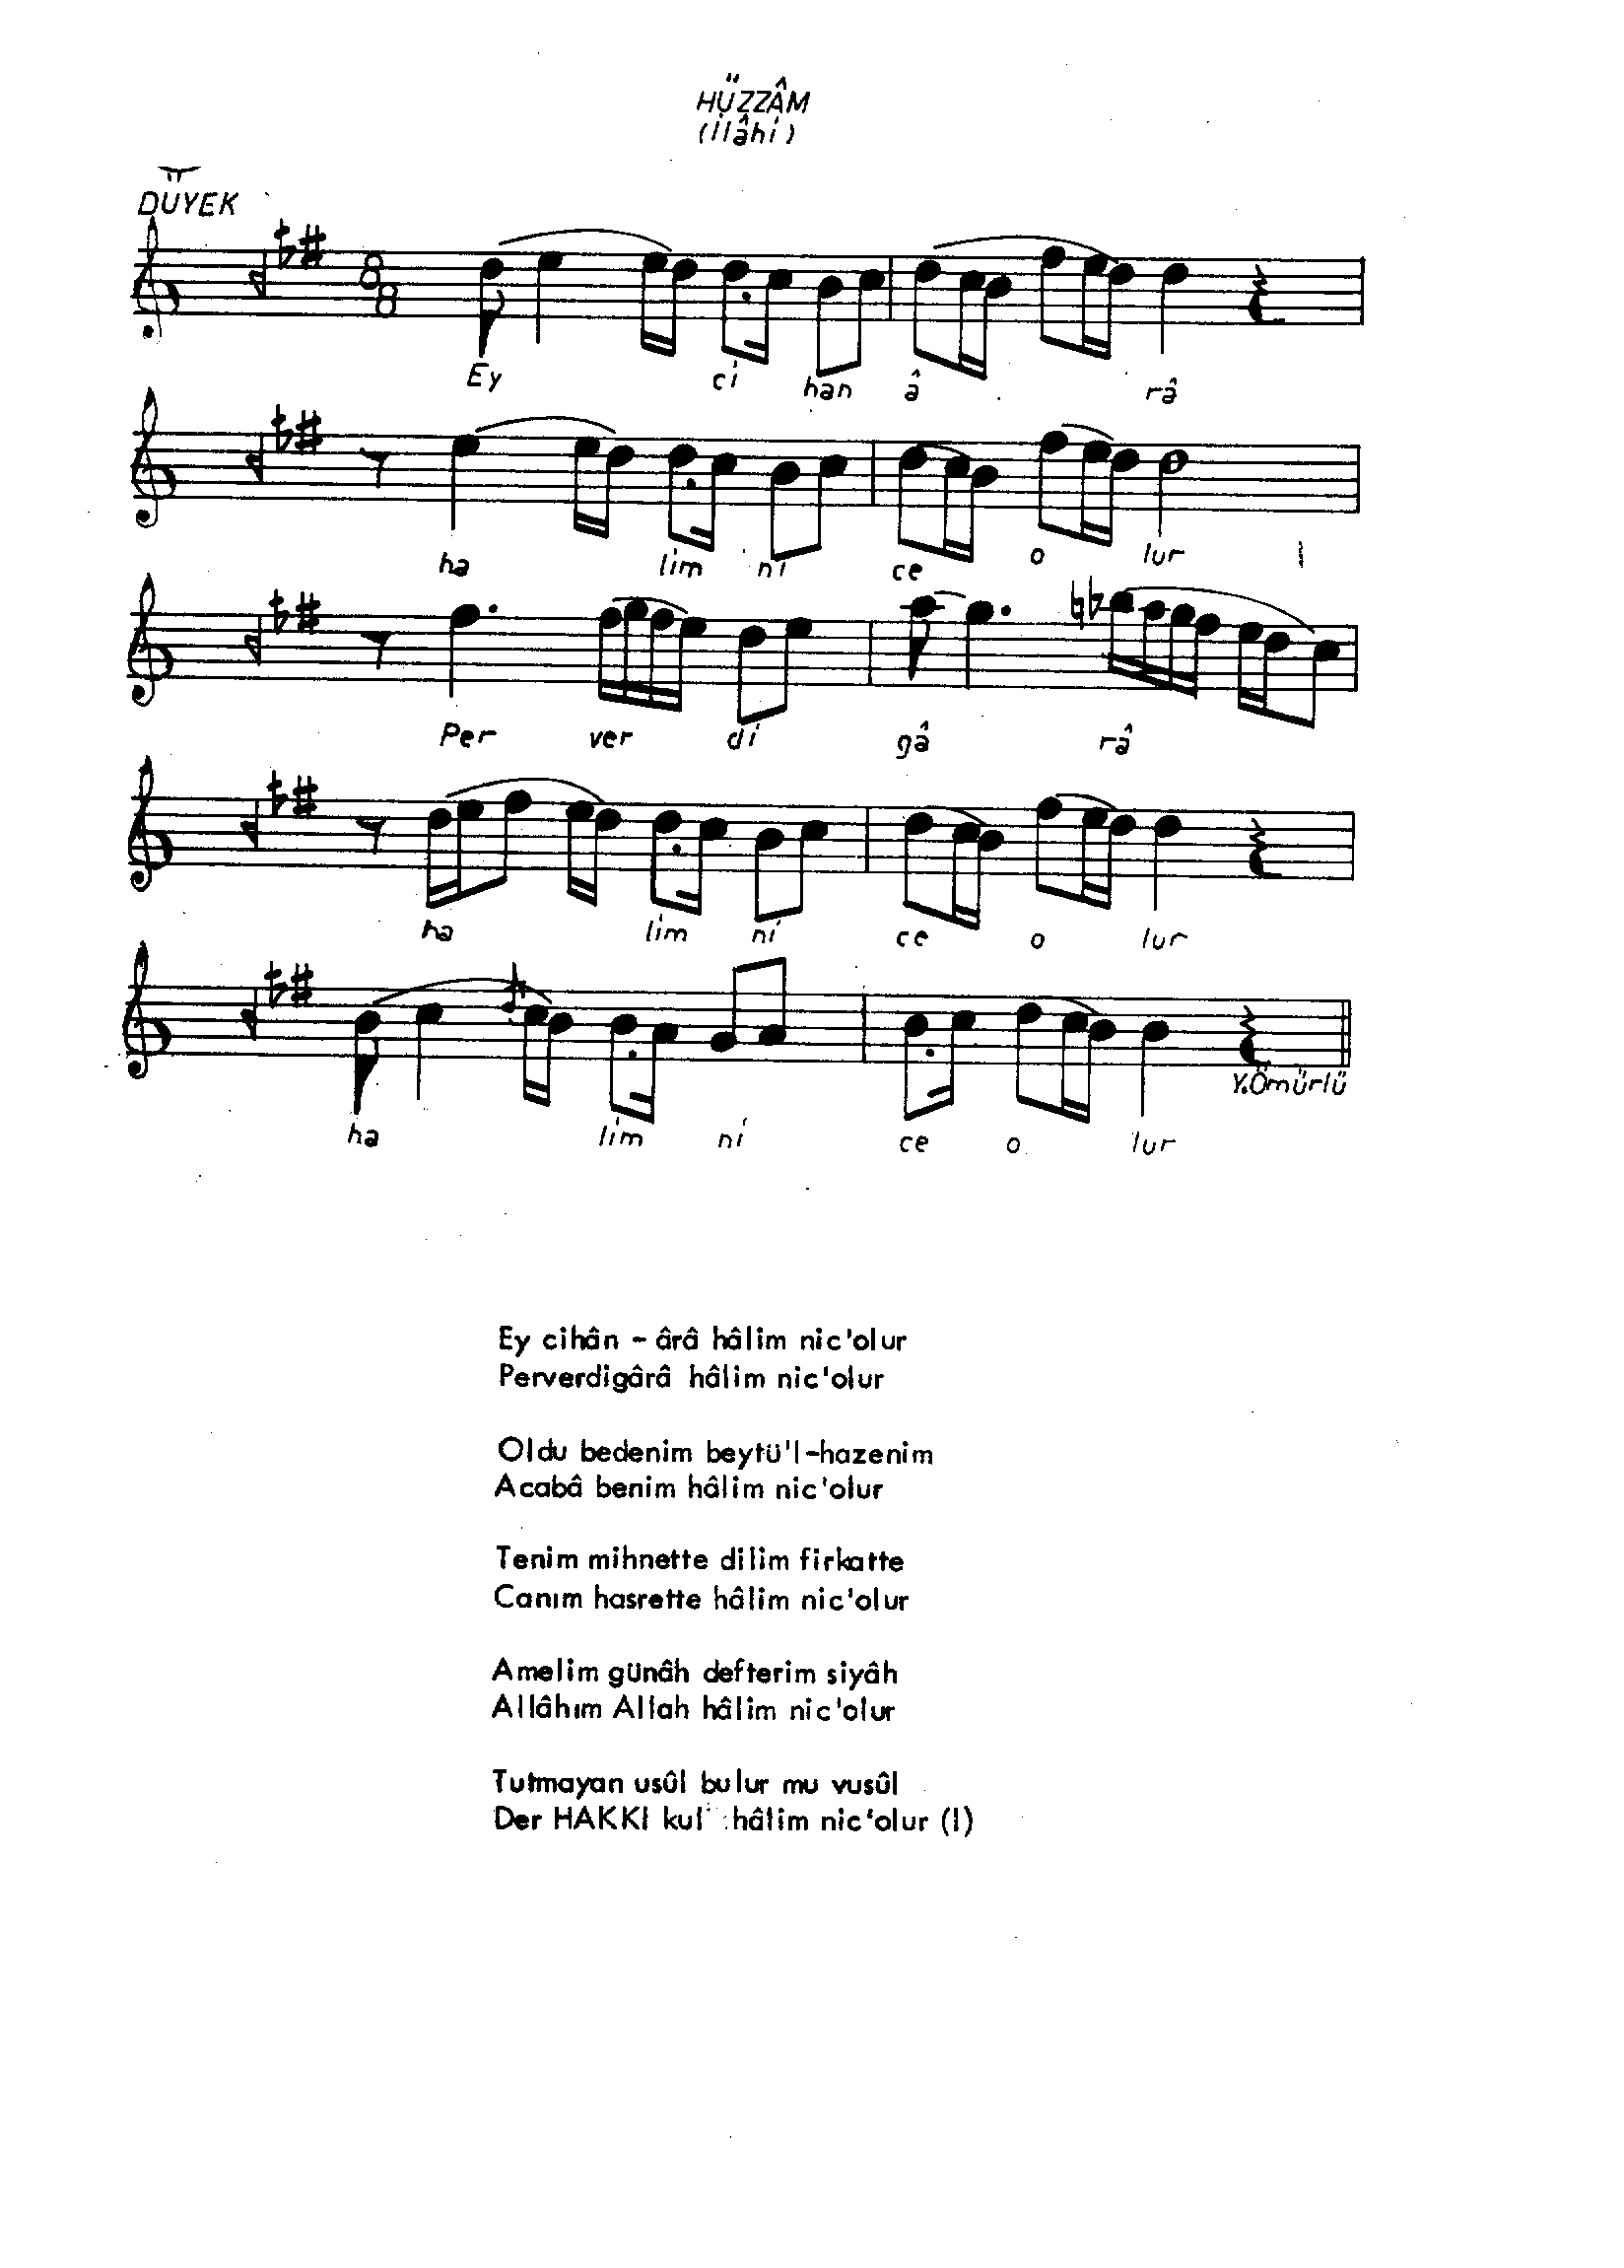 HÜZZÂM
(İlâhi)
DÜYEK
8
8
Ey ci han â râ
ha lim ni ce o lur
Per ver di gâ râ
ha lim ni ce o lur
Y.Ömürlü
ha lim ni ce o lur
Ey cihân - ârâ hâlim nic'olur
Perverdigârâ hâlim nic'olur
Oldu bedenim beytü'l-hazenim
Acabâ benim hâlim nic'olur
Tenim mihnette dilim firkatte
Canım hasrette hâlim nic'olur
Amelim günâh defterim siyâh
Allâhım Allah hâlim nic'olur
Tutmayan usûl bulur mu vusûl
Der HAKKI kul hâlim nic'olur (I)